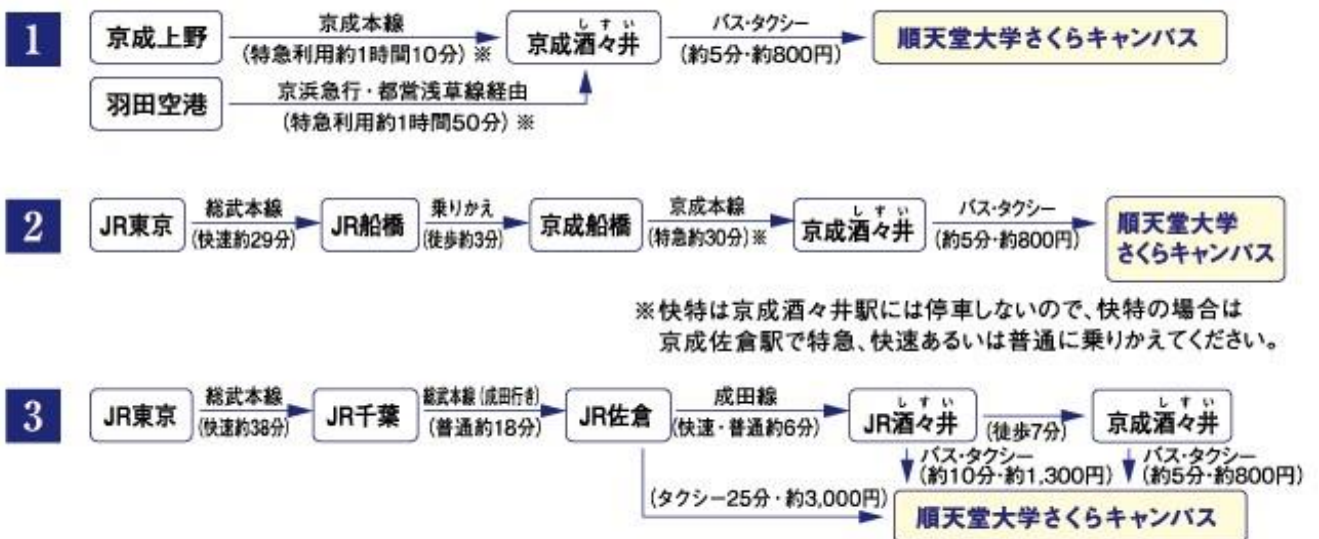 1
京成上野
京成本線
(特急利用約1時間10分)※
しすい
京成酒々井
バス・タクシー
(約5分・約800円)
順天堂大学さくらキャンパス
羽田空港
京浜急行・都営浅草線経由
(特急利用約1時間50分)※
2
JR東京
総武本線
(快速約29分)
JR船橋
乗りかえ
(徒歩約3分)
京成船橋
京成本線
(特急約30分)※
しすい
京成酒々井
バス・タクシー
(約5分・約800円)
順天堂大学
さくらキャンパス
※快特は京成酒々井駅には停車しないので、快特の場合は
京成佐倉駅で特急、快速あるいは普通に乗りかえてください。
3
JR東京
総武本線
(快速約38分)
JR千葉
総武本線(成田行き)
(普通約18分)
JR佐倉
成田線
(快速・普通約6分)
しすい
JR酒々井
(徒歩7分)
しすい
京成酒々井
バス・タクシー
(約10分・約1,300円)
バス・タクシー
(約5分・約800円)
(タクシー25分・約3,000円)
順天堂大学さくらキャンパス